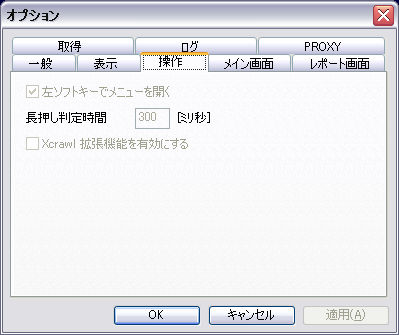 オプション
取得 ログ PROXY
一般 表示 操作 メイン画面 レポート画面
左ソフトキーでメニューを開く
長押し判定時間 300 [ミリ秒]
Xcrawl 拡張機能を有効にする
OK キャンセル 適用(A)